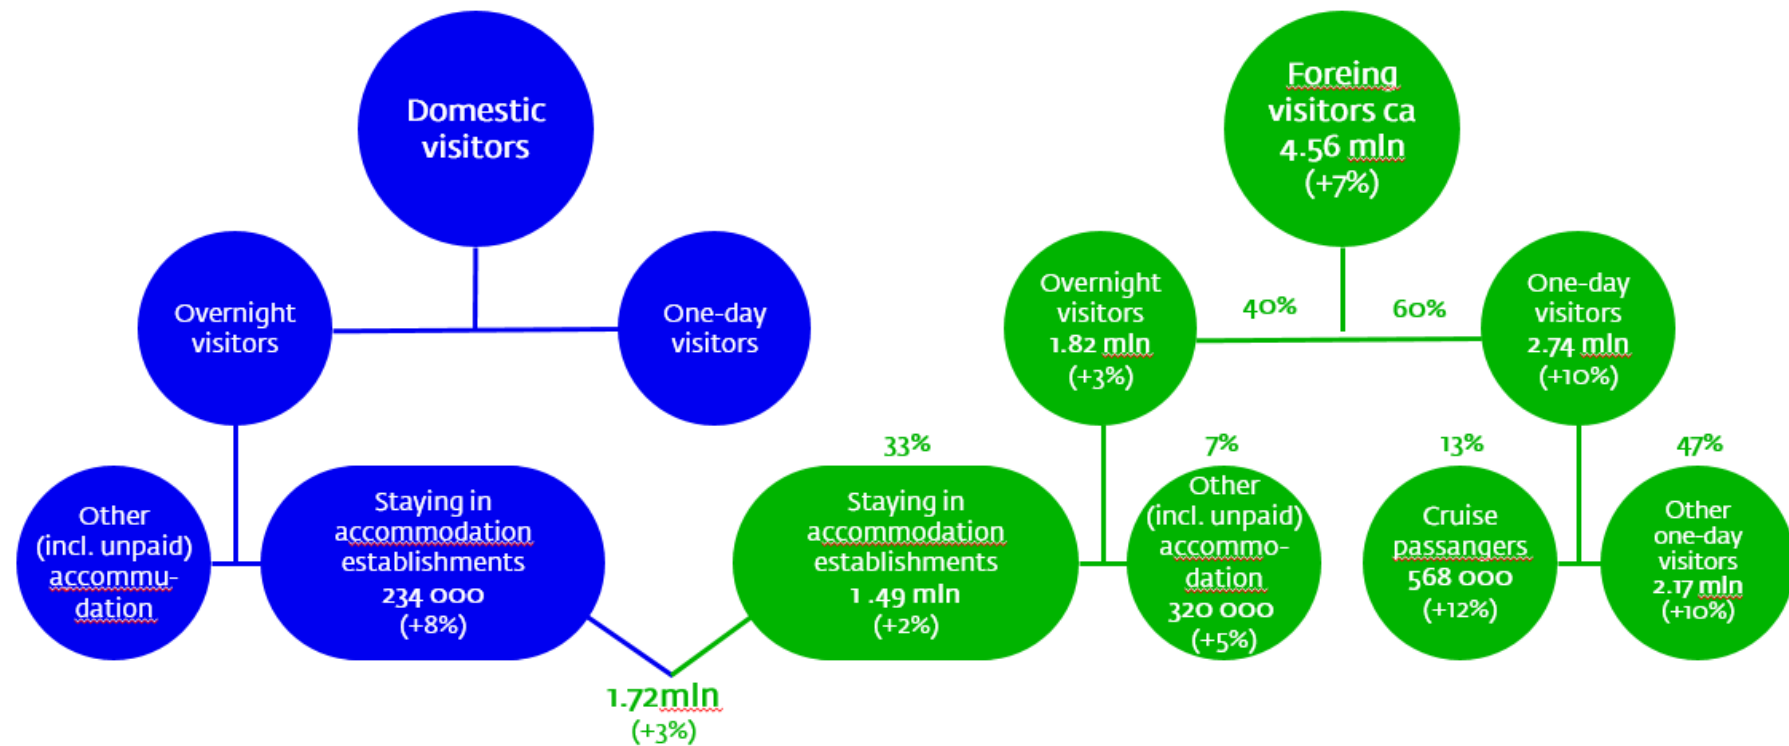 Domestic
visitors
Foreing
visitors ca
4.56 mln
(+7%)
Overnight
visitors
One-day
visitors
Overnight
visitors
1.82 mln
(+3%)
40%
60%
One-day
visitors
2.74 mln
(+10%)
33%
7%
13%
47%
Other
(incl. unpaid)
accommu-
dation
Staying in
accommodation
establishments
234 000
(+8%)
Staying in
accommodation
establishments
1 .49 mln
(+2%)
Other
(incl. unpaid)
accommo-
dation
320 000
(+5%)
Cruise
passangers
568 000
(+12%)
Other
one-day
visitors
2.17 mln
(+10%)
1.72mln
(+3%)